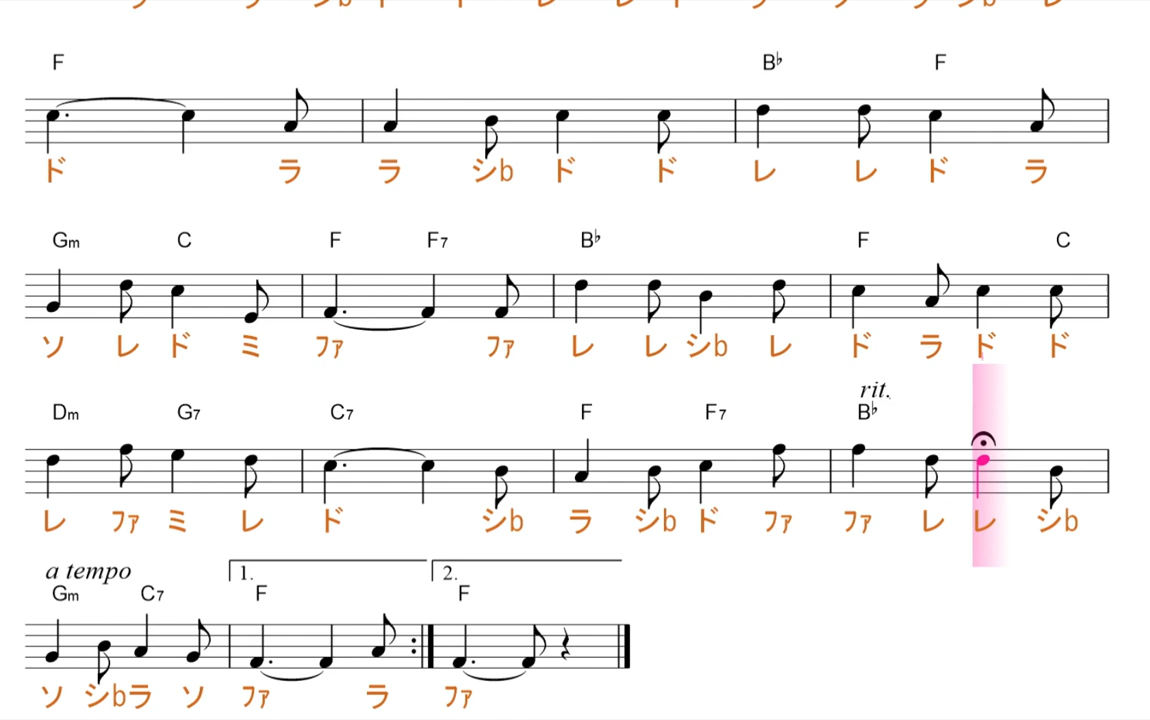 F B♭ F
ド ラ ラ シb ド ド レ レ ド ラ
Gm C F F7 B♭ F C
ソ レ ド ミ ファ ファ レ レ シb レ ド ラ ド ド
rit.
Dm G7 C7 F F7 B♭
レ ファ ミ レ ド シb ラ シb ド ファ ファ レ レ シb
a tempo 1. 2.
Gm C7 F F
ソ シb ラ ソ ファ ラ ファ